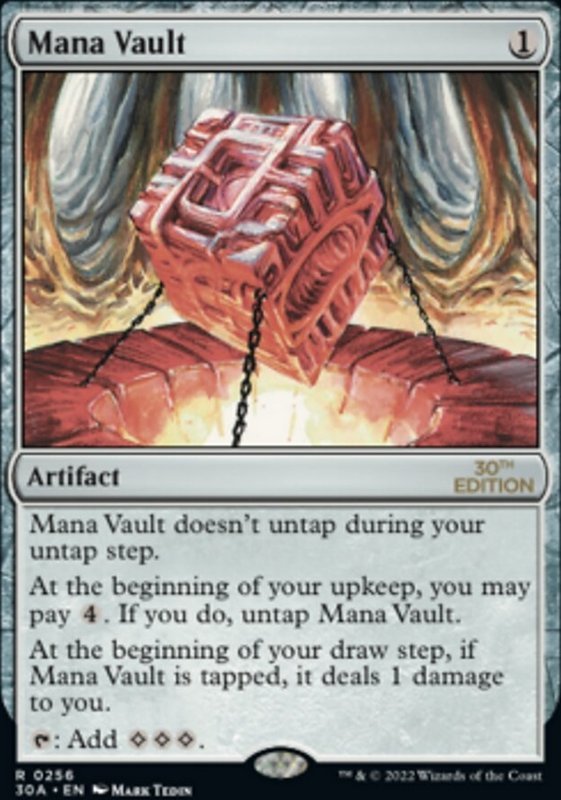 Mana Vault 1
Artifact
30TH
EDITION
Mana Vault doesn't untap during your
untap step.
At the beginning of your upkeep, you may
pay 4. If you do, untap Mana Vault.
At the beginning of your draw step, if
Mana Vault is tapped, it deals 1 damage
to you.
: Add .
R 0256
30A • EN Mark Tedin
™ & © 2022 Wizards of the Coast